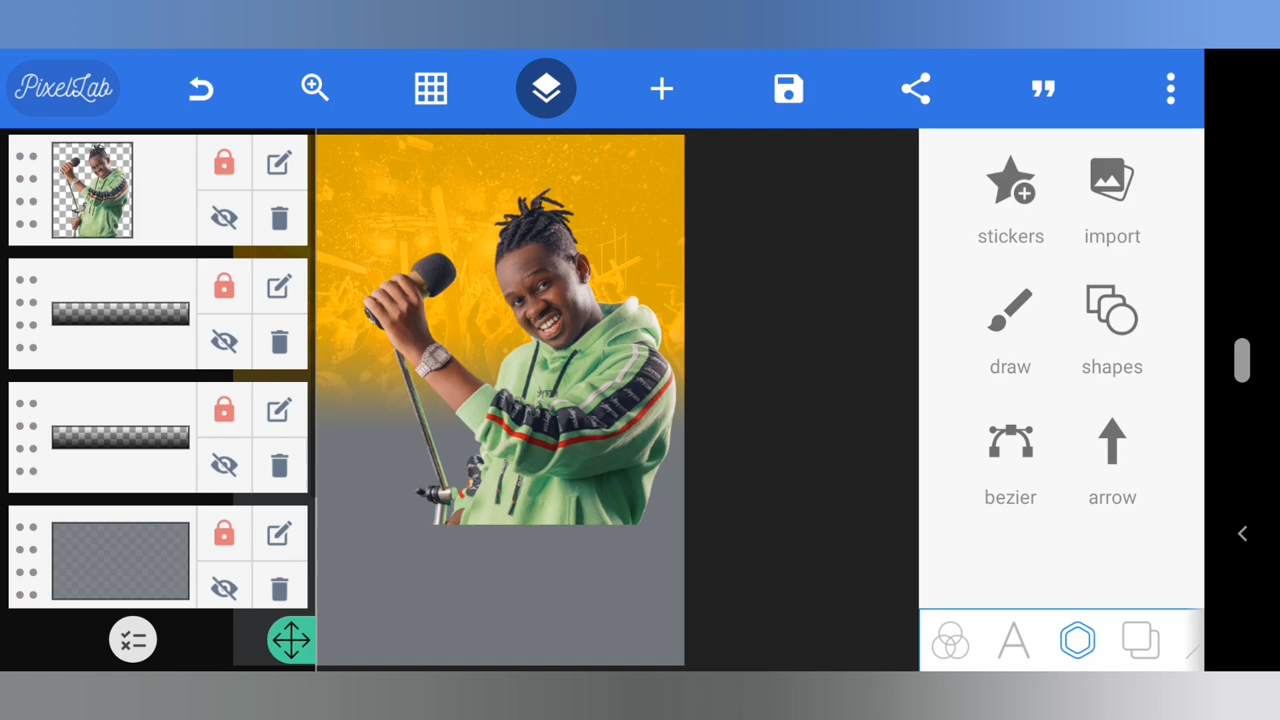 PixelLab
stickers
import
draw
shapes
bezier
arrow